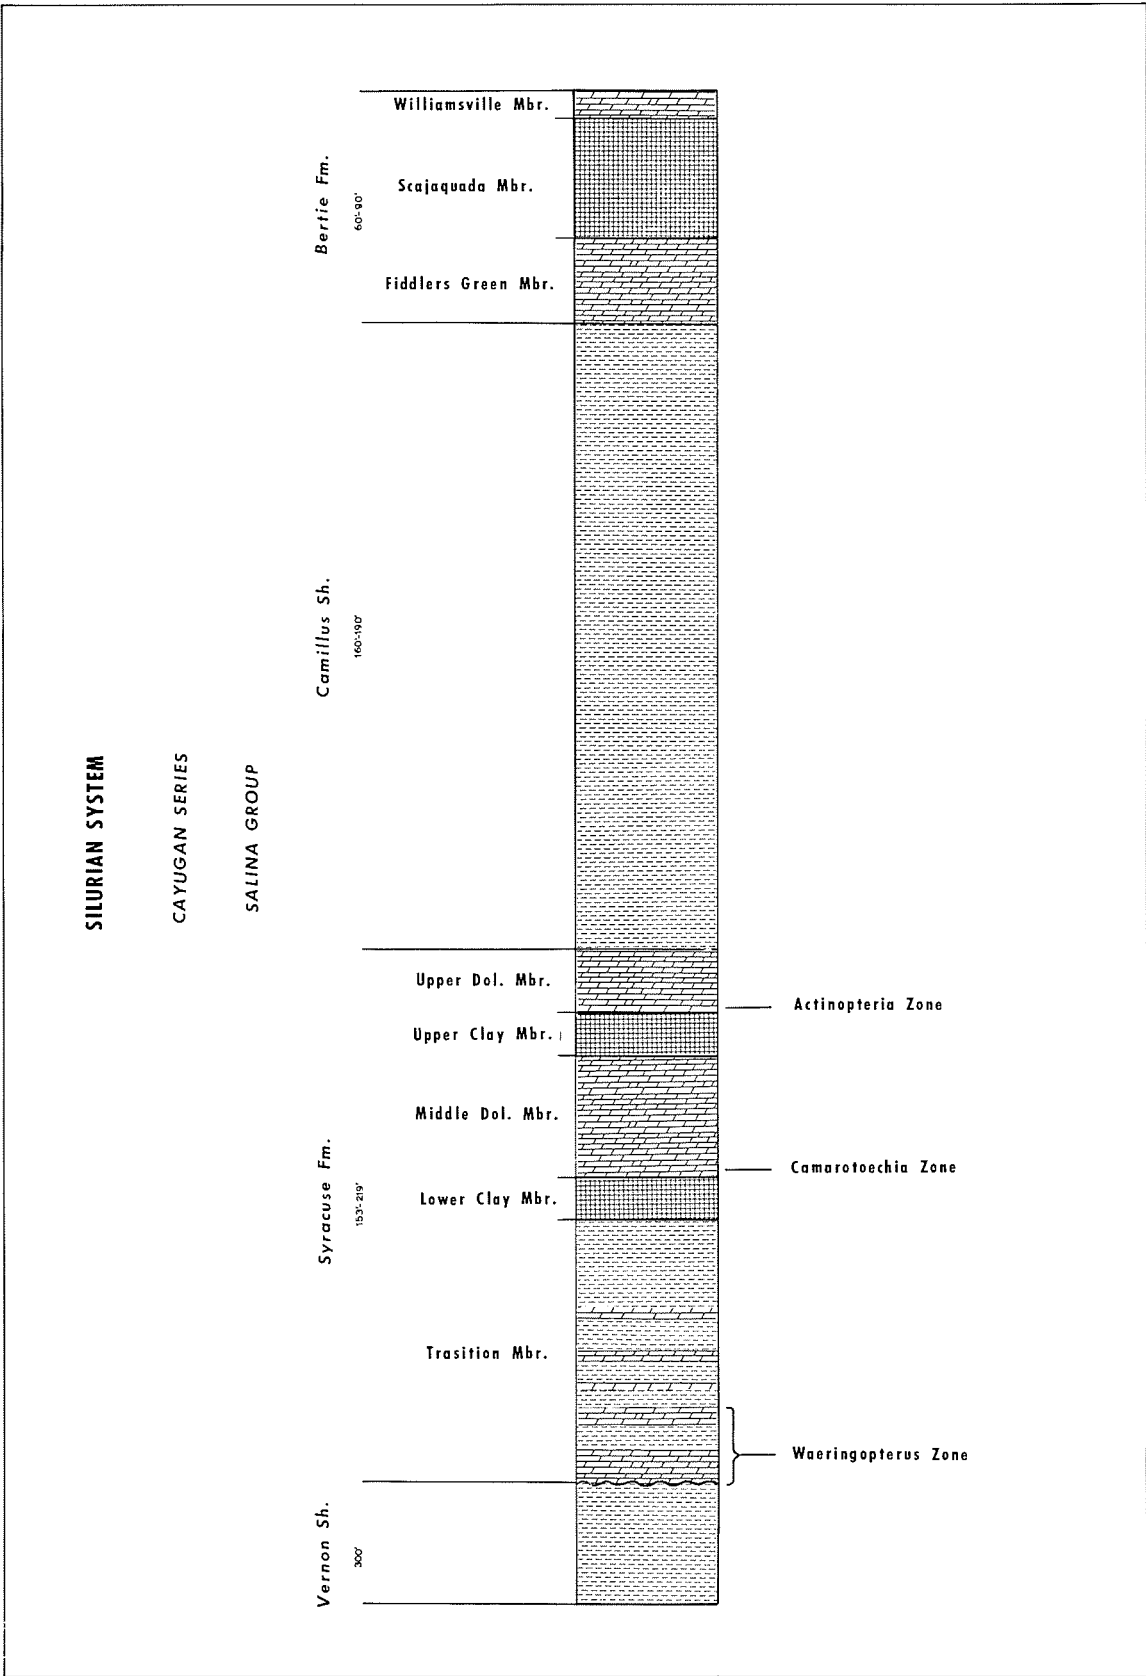 SILURIAN SYSTEM
CAYUGAN SERIES
SALINA GROUP
Bertie Fm.
60'-90'
Williamsville Mbr.
Scajaquada Mbr.
Fiddlers Green Mbr.
Camillus Sh.
160'-190'
Syracuse Fm.
153'-219'
Upper Dol. Mbr.
Actinopteria Zone
Upper Clay Mbr.
Middle Dol. Mbr.
Camarotoechia Zone
Lower Clay Mbr.
Trasition Mbr.
Waeringopterus Zone
Vernon Sh.
300'